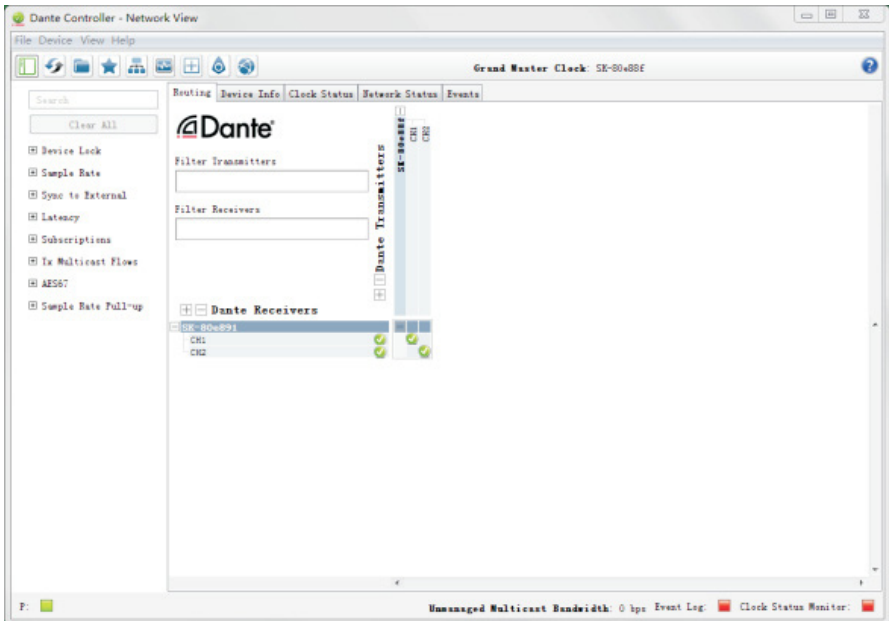 Dante Controller - Network View
File Device View Help
Grand Master Clock: SK-80e88f
?
Search
Clear All
Device Lock
Sample Rate
Sync to External
Latency
Subscriptions
Tx Multicast Flows
AES67
Sample Rate Pull-up
Routing Device Info Clock Status Network Status Events
Dante
Filter Transmitters
Filter Receivers
Dante Transmitters
SK-80e88f
CH1
CH2
Dante Receivers
SK-80e891
CH1
CH2
P:
Unmanaged Multicast Bandwidth: 0 bps Event Log: Clock Status Monitor: